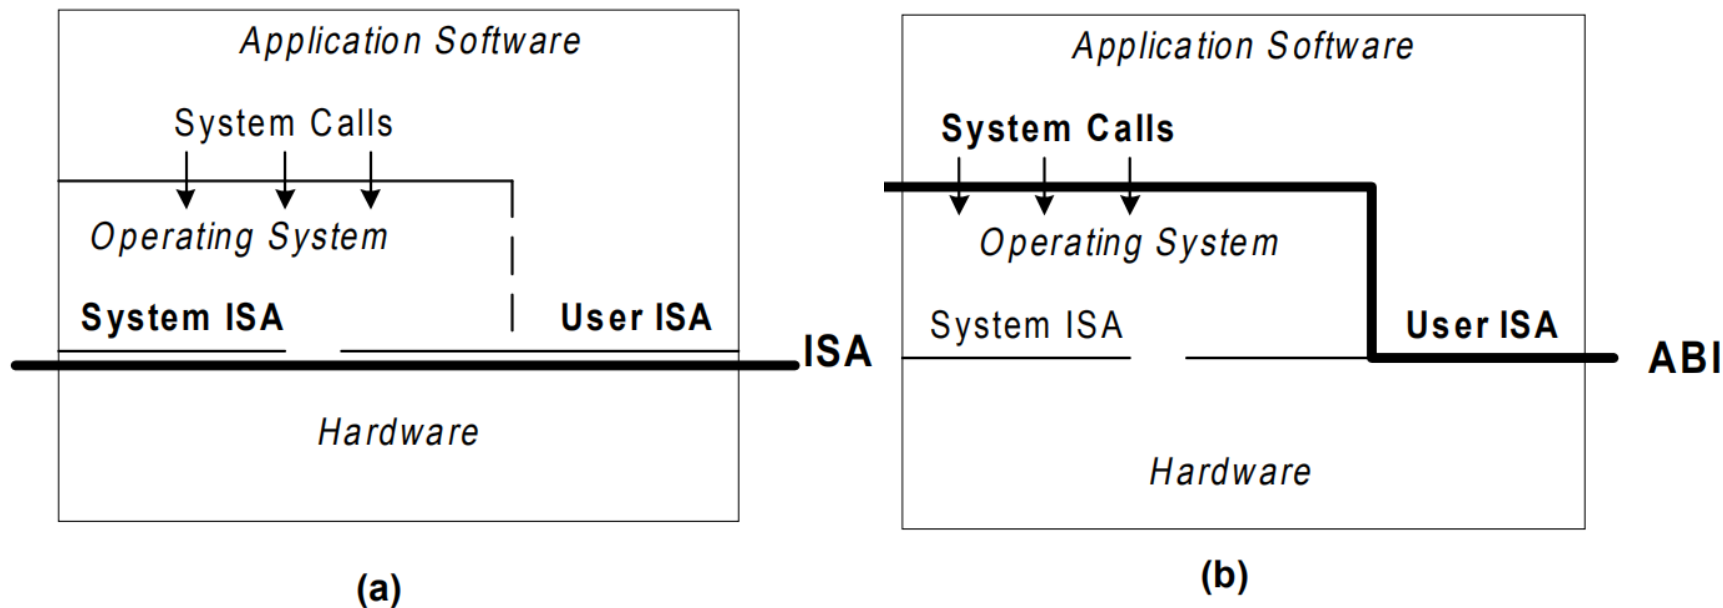 Application Software
System Calls
Operating System
System ISA
User ISA
ISA
Hardware
(a)
Application Software
System Calls
Operating System
System ISA
User ISA
ABI
Hardware
(b)